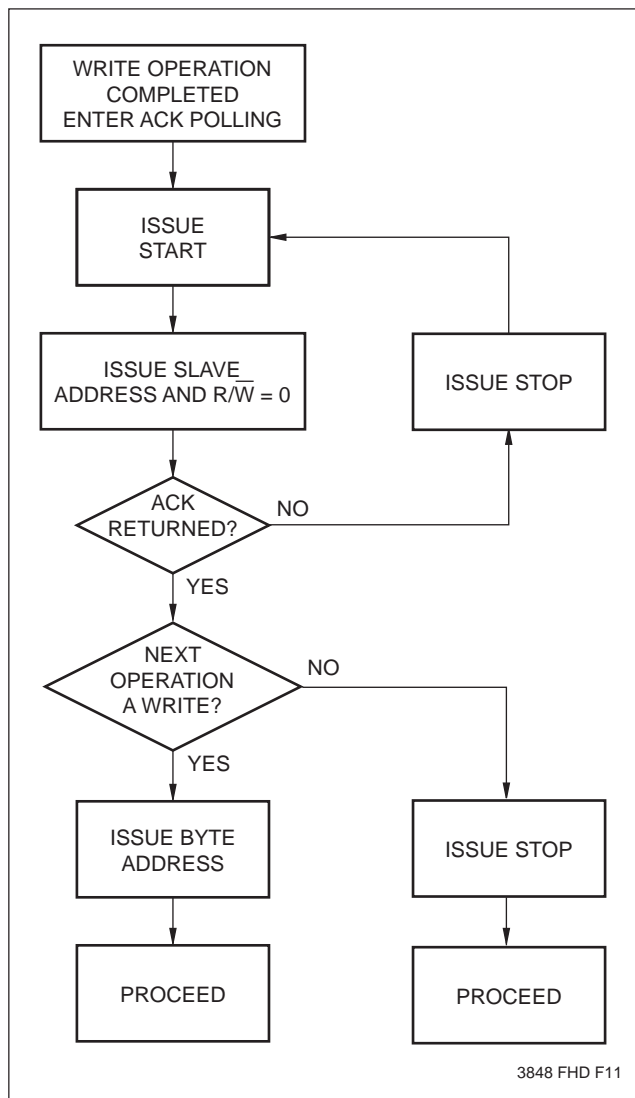 WRITE OPERATION
COMPLETED
ENTER ACK POLLING
ISSUE
START
ISSUE SLAVE
ADDRESS AND R/W̅ = 0
ISSUE STOP
ACK
RETURNED?
NO
YES
NEXT
OPERATION
A WRITE?
NO
YES
ISSUE BYTE
ADDRESS
ISSUE STOP
PROCEED
PROCEED
3848 FHD F11